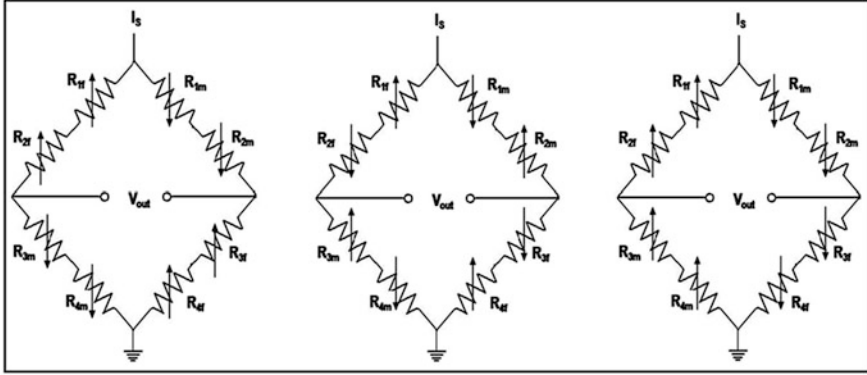 Is Is Is
R1f R1m R1f R1m R1f R1m
R2f R2m R2f R2m R2f R2m
Vout Vout Vout
R3m R3f R3m R3f R3m R3f
R4m R4f R4m R4f R4m R4f